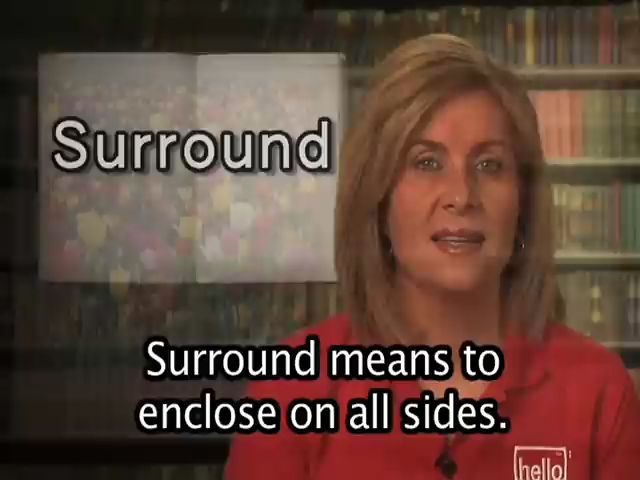 Surround
Surround means to
enclose on all sides.
hello